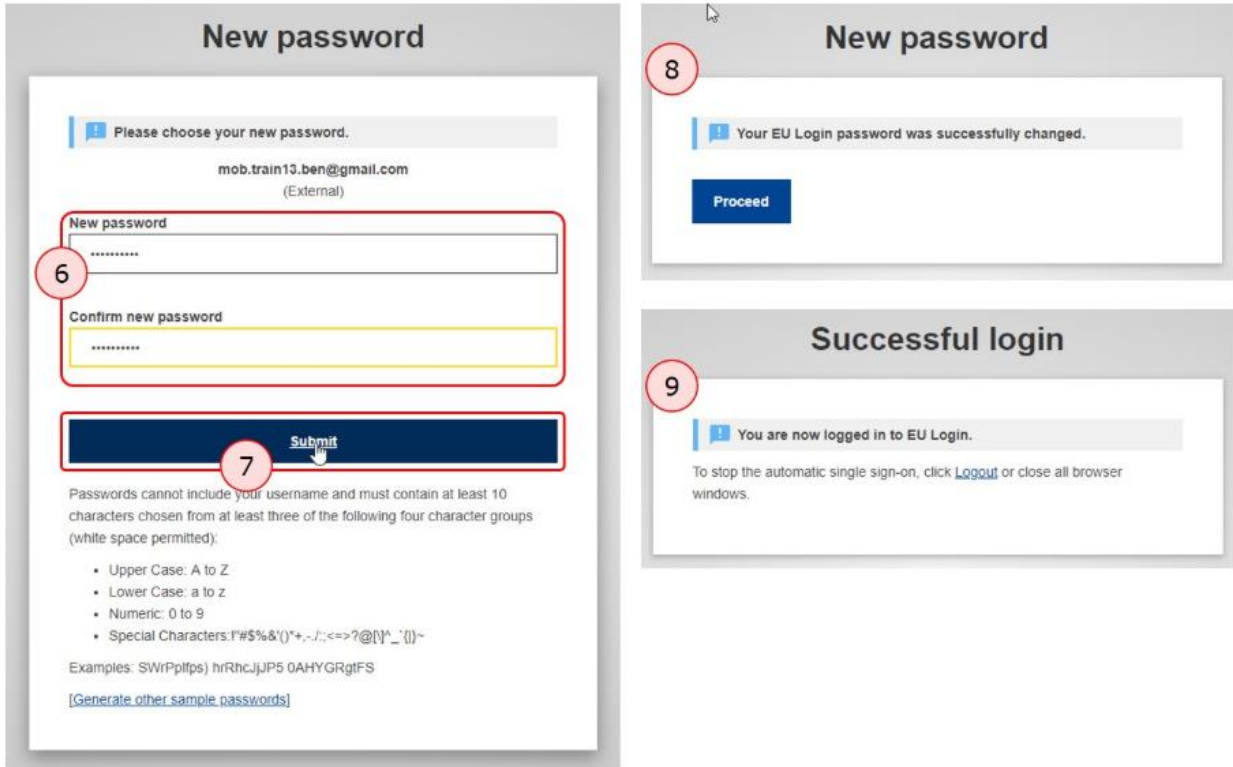 New password
Please choose your new password.
mob.train13.ben@gmail.com
(External)
New password
••••••••••
6
Confirm new password
••••••••••
Submit
7
Passwords cannot include your username and must contain at least 10
characters chosen from at least three of the following four character groups
(white space permitted):
• Upper Case: A to Z
• Lower Case: a to z
• Numeric: 0 to 9
• Special Characters:!"#$%&'()*+,-./:;<=>?@[\]^_`{|}~
Examples: SWrPplfps) hrRhcJjJP5 0AHYGRgtFS
[Generate other sample passwords]
New password
8
Your EU Login password was successfully changed.
Proceed
Successful login
9
You are now logged in to EU Login.
To stop the automatic single sign-on, click Logout or close all browser
windows.